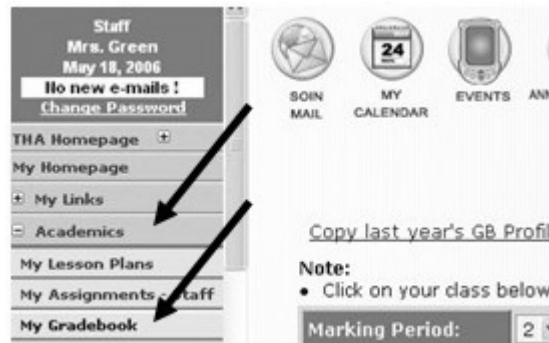 Staff
Mrs. Green
May 18, 2006
No new e-mails !
Change Password
THA Homepage
My Homepage
My Links
Academics
My Lesson Plans
My Assignments - Staff
My Gradebook
24
SOIN
MAIL
MY
CALENDAR
EVENTS
Copy last year's GB Profil
Note:
• Click on your class below
Marking Period:
2